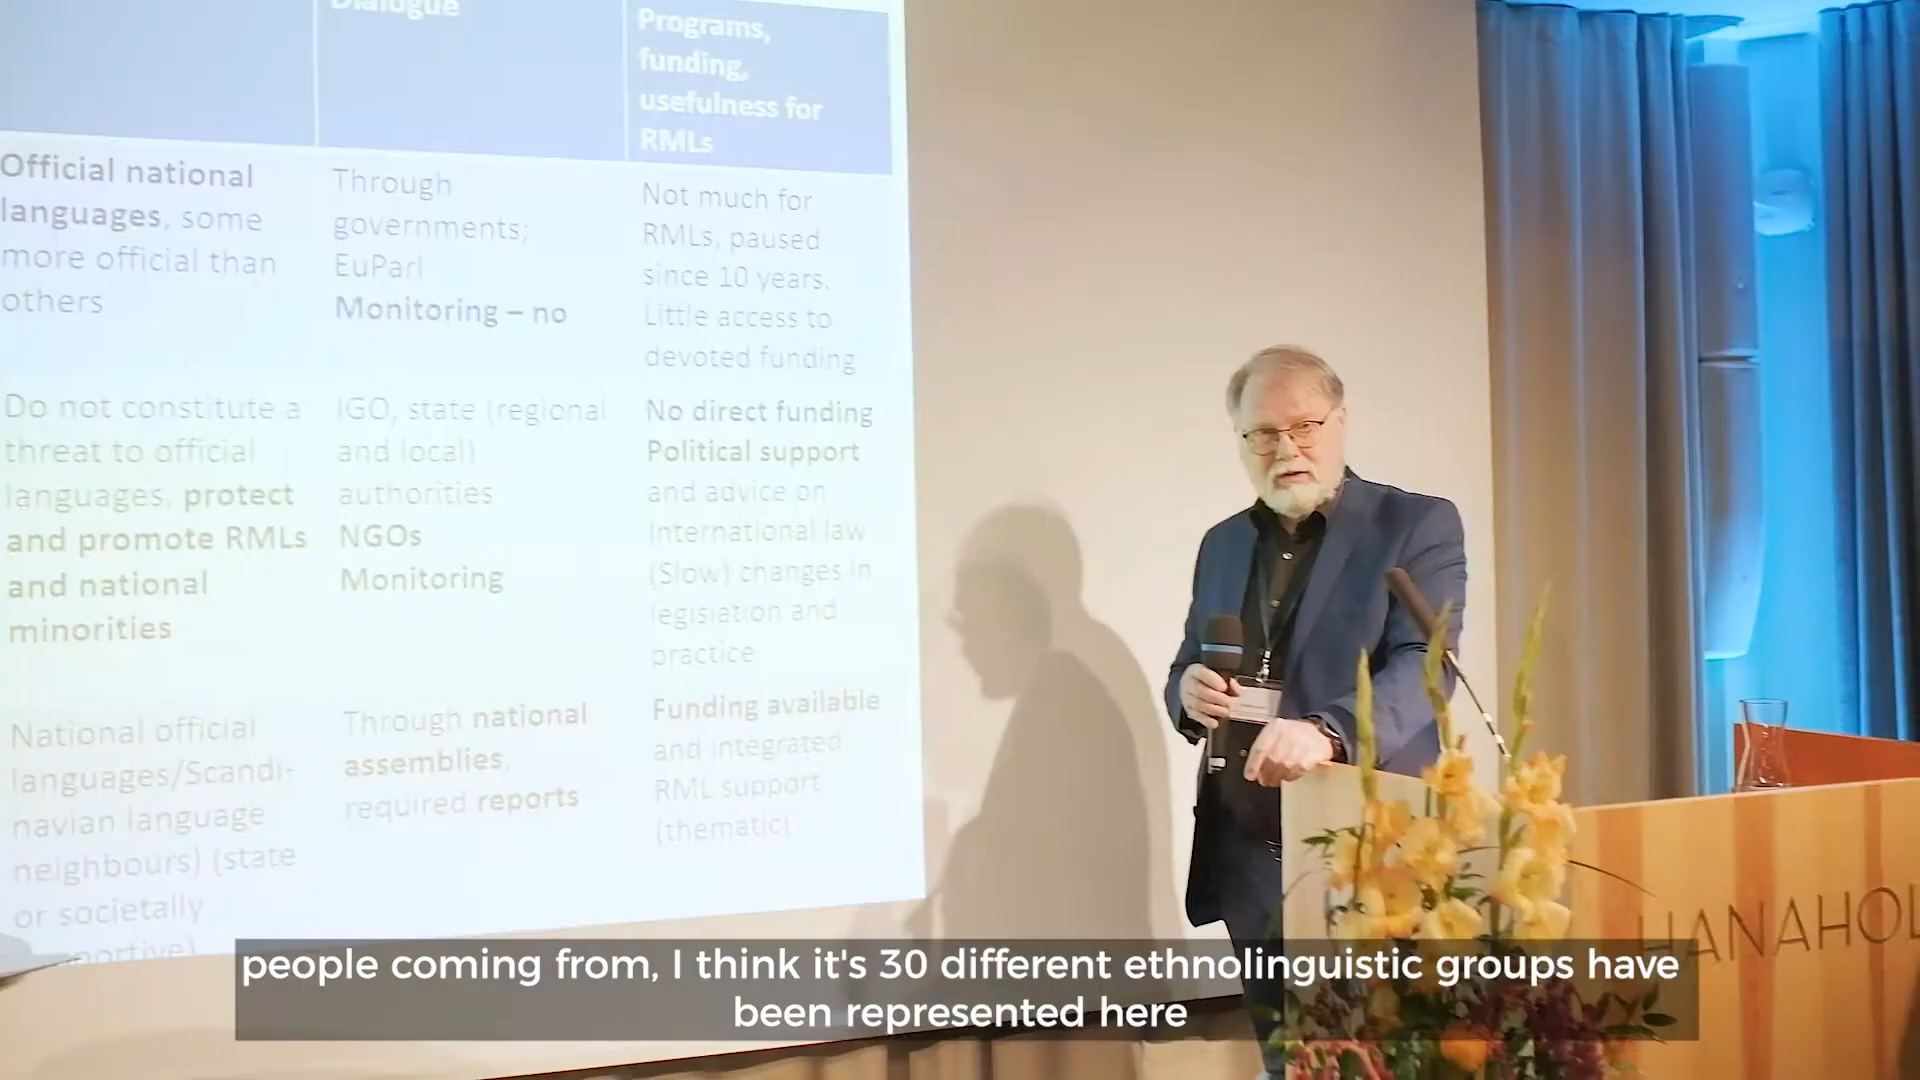 Dialogue
Programs,
funding,
usefulness for
RMLs
Official national
languages, some
more official than
others
Through
governments;
EuParl
Monitoring – no
Not much for
RMLs, paused
since 10 years.
Little access to
devoted funding
Do not constitute a
threat to official
languages, protect
and promote RMLs
and national
minorities
IGO, state (regional
and local)
authorities
NGOs
Monitoring
No direct funding
Political support
and advice on
International law
(Slow) changes in
legislation and
practice
National official
languages/Scandi-
navian language
neighbours) (state
or societally
Through national
assemblies,
required reports
Funding available
and integrated
RML support
(thematic)
HANAHOL
people coming from, I think it's 30 different ethnolinguistic groups have
been represented here